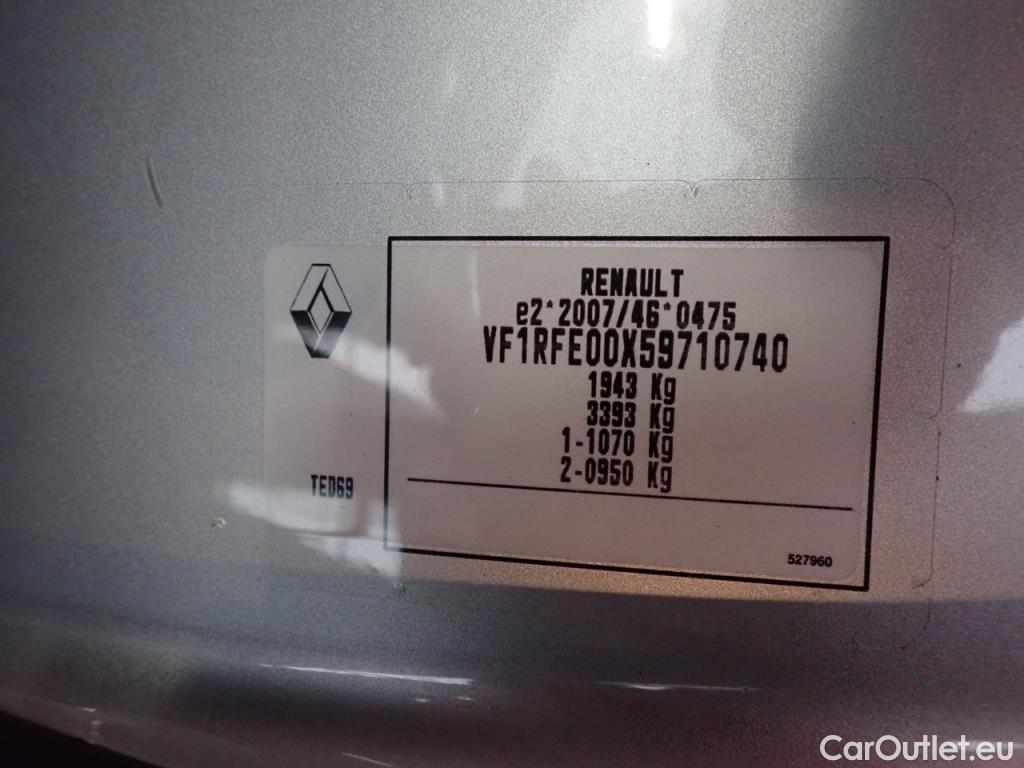 RENAULT
e2*2007/46*0475
VF1RFE00X59710740
1943 Kg
3393 Kg
1-1070 Kg
2-0950 Kg
TED69
527960
CarOutlet.eu